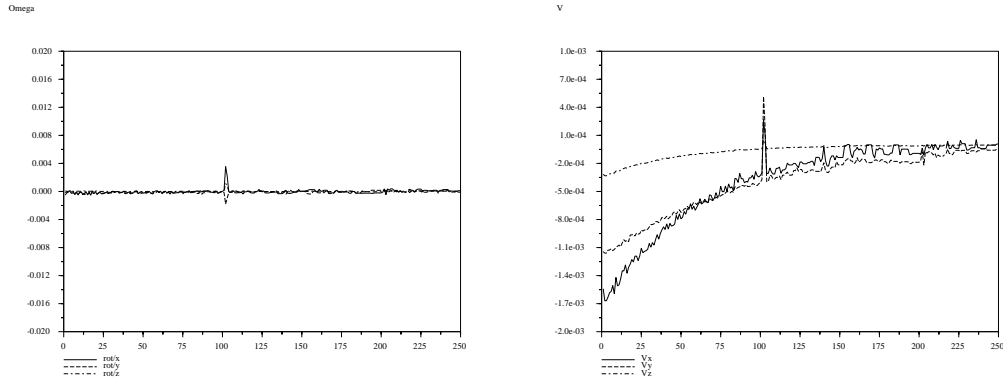 Omega
0.020
0.016
0.012
0.008
0.004
0.000
-0.004
-0.008
-0.012
-0.016
-0.020
0 25 50 75 100 125 150 175 200 225 250
rot/x
rot/y
rot/z
V
1.0e-03
7.0e-04
4.0e-04
1.0e-04
-2.0e-04
-5.0e-04
-8.0e-04
-1.1e-03
-1.4e-03
-1.7e-03
-2.0e-03
0 25 50 75 100 125 150 175 200 225 250
Vx
Vy
Vz